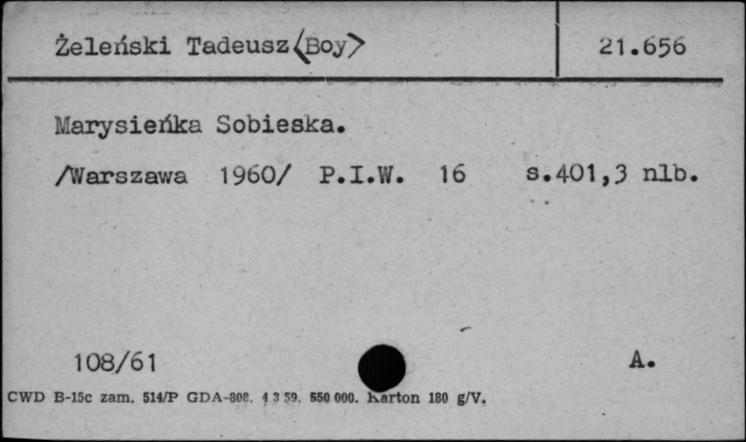 Żeleński Tadeusz<Boy> 21.656
Marysieńka Sobieska.
/Warszawa 1960/ P.I.W. 16 s.401,3 nlb.
108/61 A.
CWD B-15c zam. 514/P GDA-808. 4 3 59. 550 000. Karton 180 g/V.